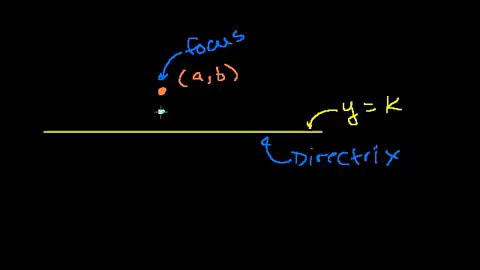 focus
(a,b)
y = k
Directrix